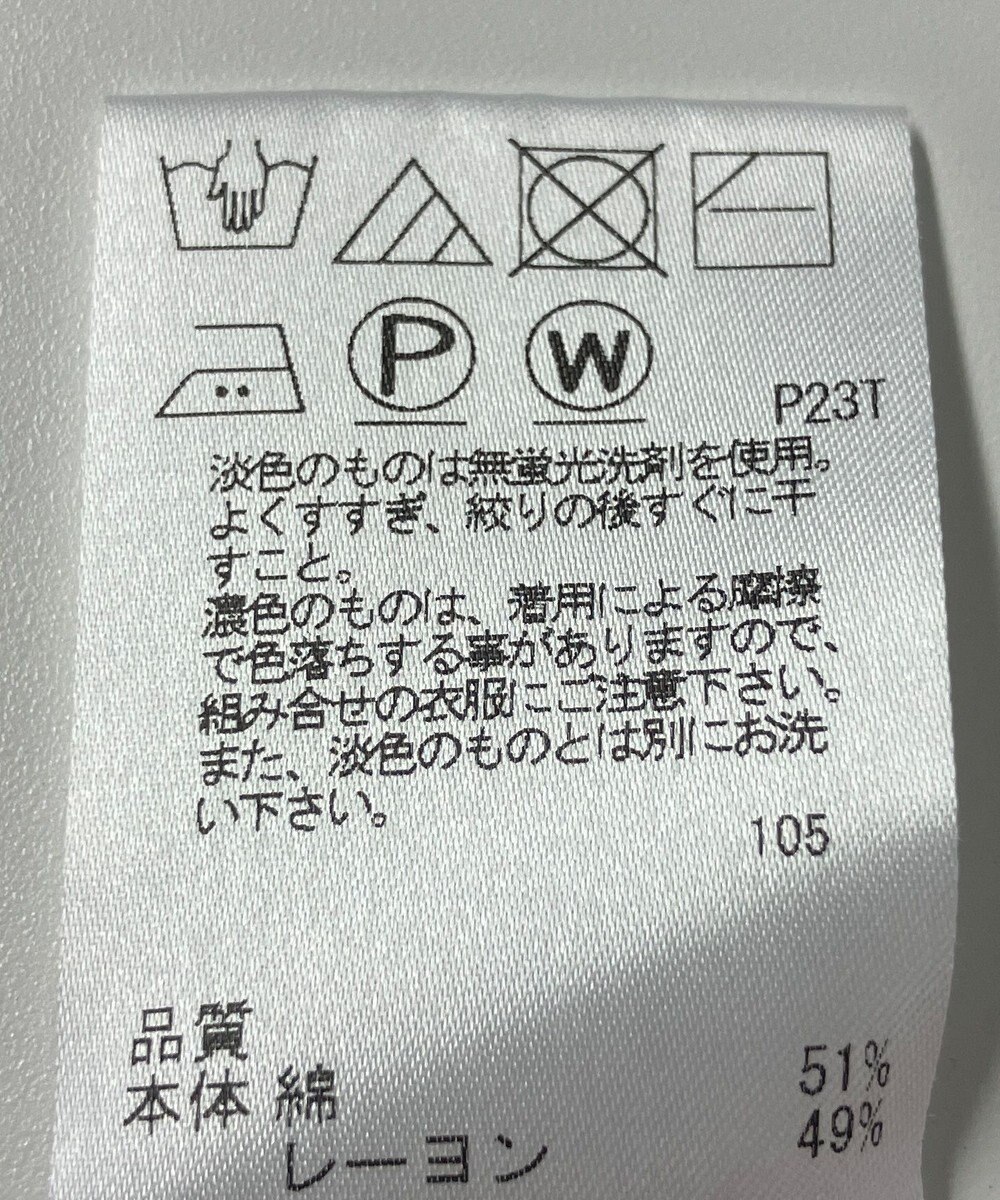 P W
P23T
淡色のものは無蛍光洗剤を使用。
よくすすぎ、絞りの後すぐに干
すこと。
濃色のものは、着用による摩擦
で色落ちする事がありますので、
組み合せの衣服にご注意下さい。
また、淡色のものとは別にお洗
い下さい。
105
品質
本体 綿 51%
レーヨン 49%